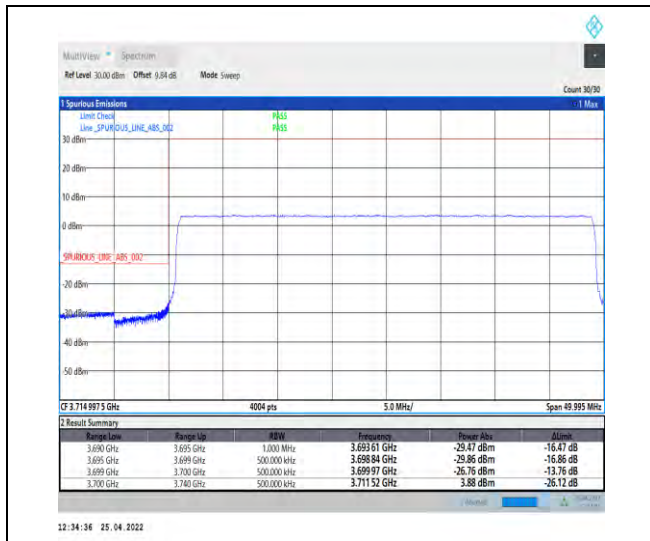 MultiView Spectrum
Ref Level 30.00 dBm Offset 9.84 dB Mode Sweep
Count 30/30
1 Spurious Emissions 1 Max
Limit Check PASS
Line _SPURIOUS_LINE_ABS_002 PASS
30 dBm
20 dBm
10 dBm
0 dBm
_SPURIOUS_LINE_ABS_002
-20 dBm
-30 dBm
-40 dBm
-50 dBm
CF 3.714 997 5 GHz 4004 pts 5.0 MHz/ Span 49.995 MHz
2 Result Summary
Range Low Range Up RBW Frequency Power Abs ΔLimit
3.690 GHz 3.695 GHz 1.000 MHz 3.693 61 GHz -29.47 dBm -16.47 dB
3.695 GHz 3.699 GHz 500.000 kHz 3.698 84 GHz -29.86 dBm -16.86 dB
3.699 GHz 3.700 GHz 500.000 kHz 3.699 97 GHz -26.76 dBm -13.76 dB
3.700 GHz 3.740 GHz 500.000 kHz 3.711 52 GHz 3.88 dBm -26.12 dB
12:34:36 25.04.2022